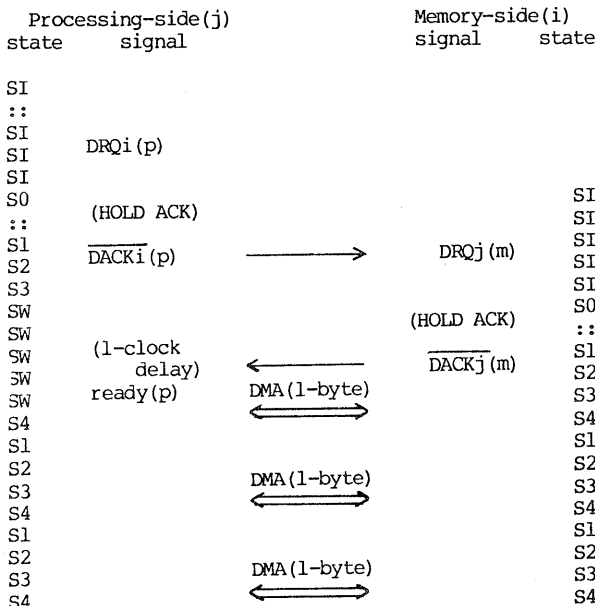 Processing-side(j) Memory-side(i)
state signal signal state
SI
::
SI
SI DRQi(p)
SI
S0 SI
:: (HOLD ACK) SI
S1 SI
S2 DACKi(p) DRQj(m) SI
S3 SI
SW S0
SW (HOLD ACK) ::
SW (1-clock S1
SW delay) DACKj(m) S2
SW ready(p) DMA(1-byte) S3
S4 S4
S1 S1
S2 S2
S3 DMA(1-byte) S3
S4 S4
S1 S1
S2 S2
S3 DMA(1-byte) S3
S4 S4